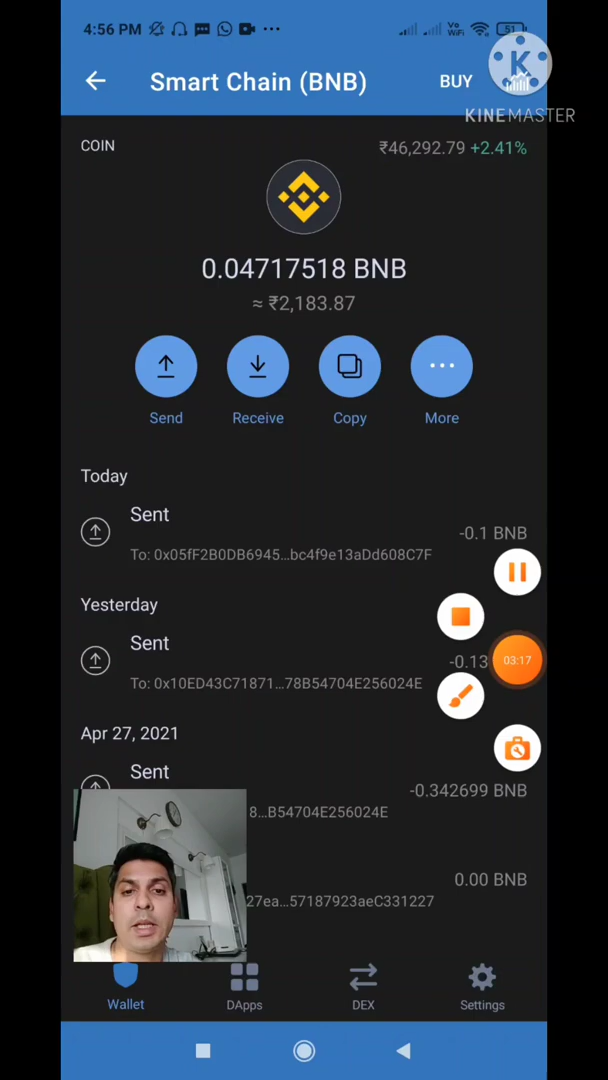 4:56 PM
Vo
WiFi
51
Smart Chain (BNB)
BUY
K
KINEMASTER
COIN
₹46,292.79 +2.41%
0.04717518 BNB
≈ ₹2,183.87
Send
Receive
Copy
More
Today
Sent
-0.1 BNB
To: 0x05fF2B0DB6945...bc4f9e13aDd608C7F
Yesterday
Sent
-0.13
03:17
To: 0x10ED43C71871...78B54704E256024E
Apr 27, 2021
Sent
-0.342699 BNB
8...B54704E256024E
0.00 BNB
27ea...57187923aeC331227
Wallet
DApps
DEX
Settings